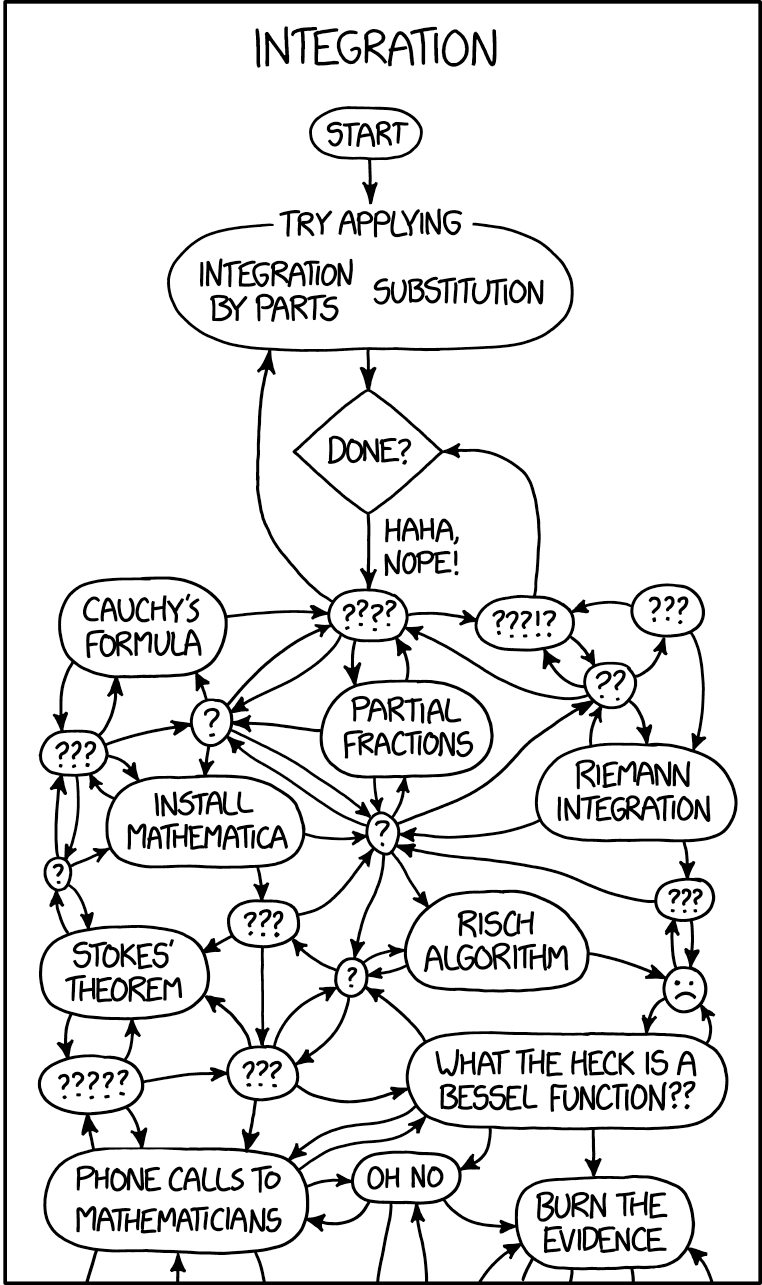 INTEGRATION
START
TRY APPLYING
INTEGRATION
BY PARTS
SUBSTITUTION
DONE?
HAHA,
NOPE!
CAUCHY'S
FORMULA
????
???!?
???
??
?
PARTIAL
FRACTIONS
???
RIEMANN
INTEGRATION
INSTALL
MATHEMATICA
?
?
???
???
RISCH
ALGORITHM
STOKES'
THEOREM
?
???
WHAT THE HECK IS A
BESSEL FUNCTION??
?????
PHONE CALLS TO
MATHEMATICIANS
OH NO
BURN THE
EVIDENCE